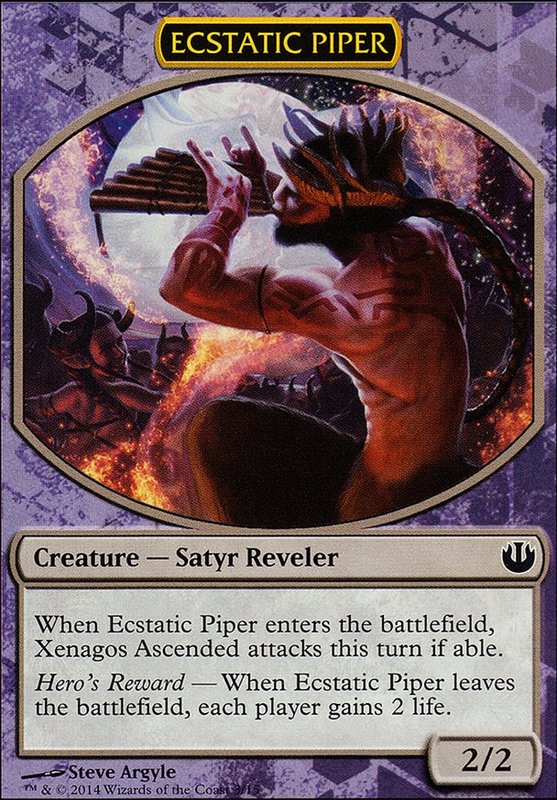 ECSTATIC PIPER
Creature — Satyr Reveler
When Ecstatic Piper enters the battlefield,
Xenagos Ascended attacks this turn if able.
Hero's Reward — When Ecstatic Piper leaves
the battlefield, each player gains 2 life.
2/2
Steve Argyle
™ & © 2014 Wizards of the Coast 3/15